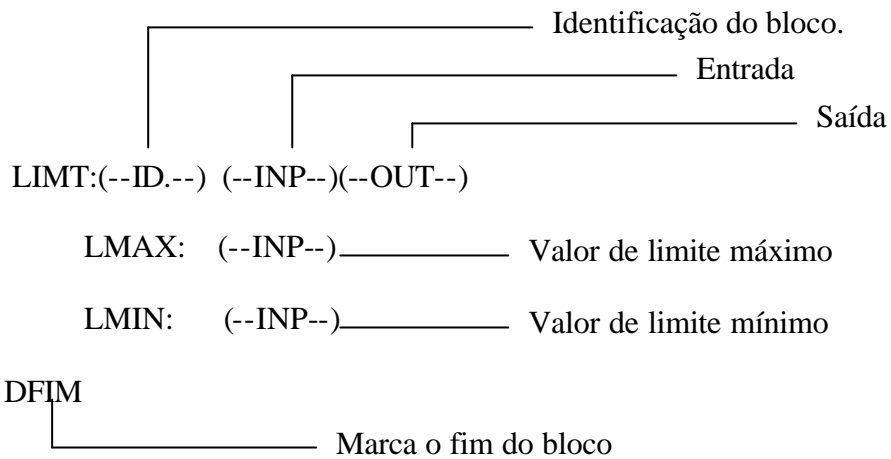 Identificação do bloco.
Entrada
Saída
LIMT:(--ID.--) (--INP--)(--OUT--)
LMAX: (--INP--) Valor de limite máximo
LMIN: (--INP--) Valor de limite mínimo
DFIM
Marca o fim do bloco